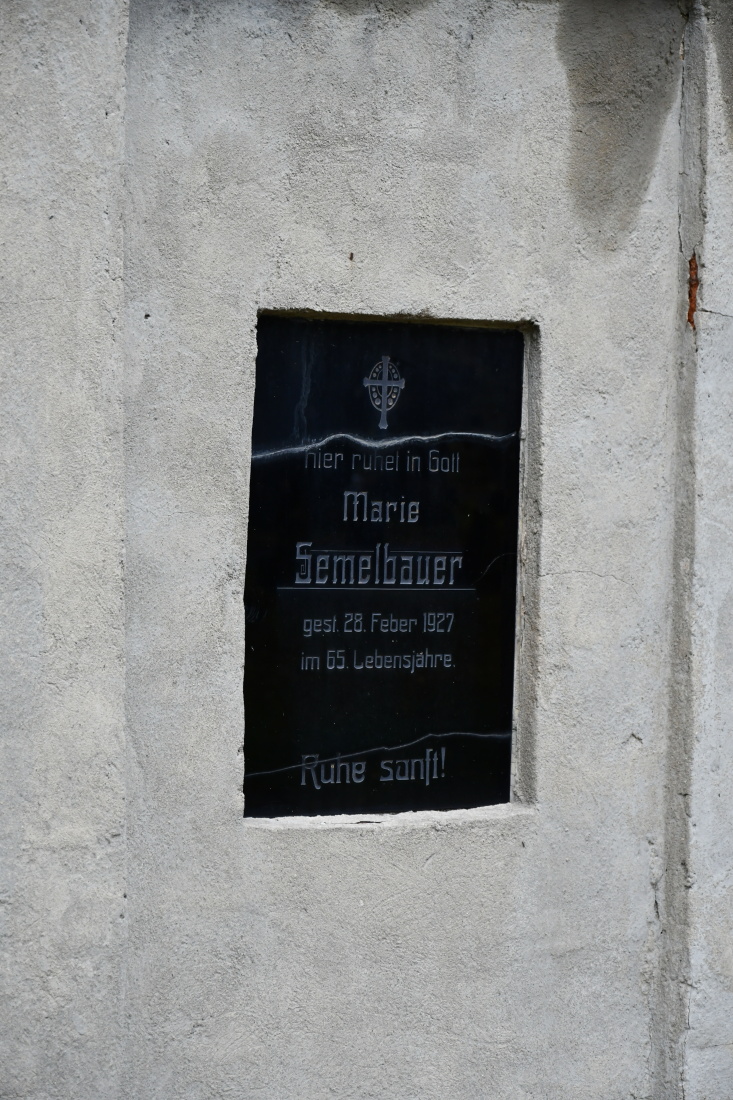 hier ruhet in Gott
Marie
Semelbauer
gest. 28. Feber 1927
im 65. Lebensjahre.
Ruhe sanft!